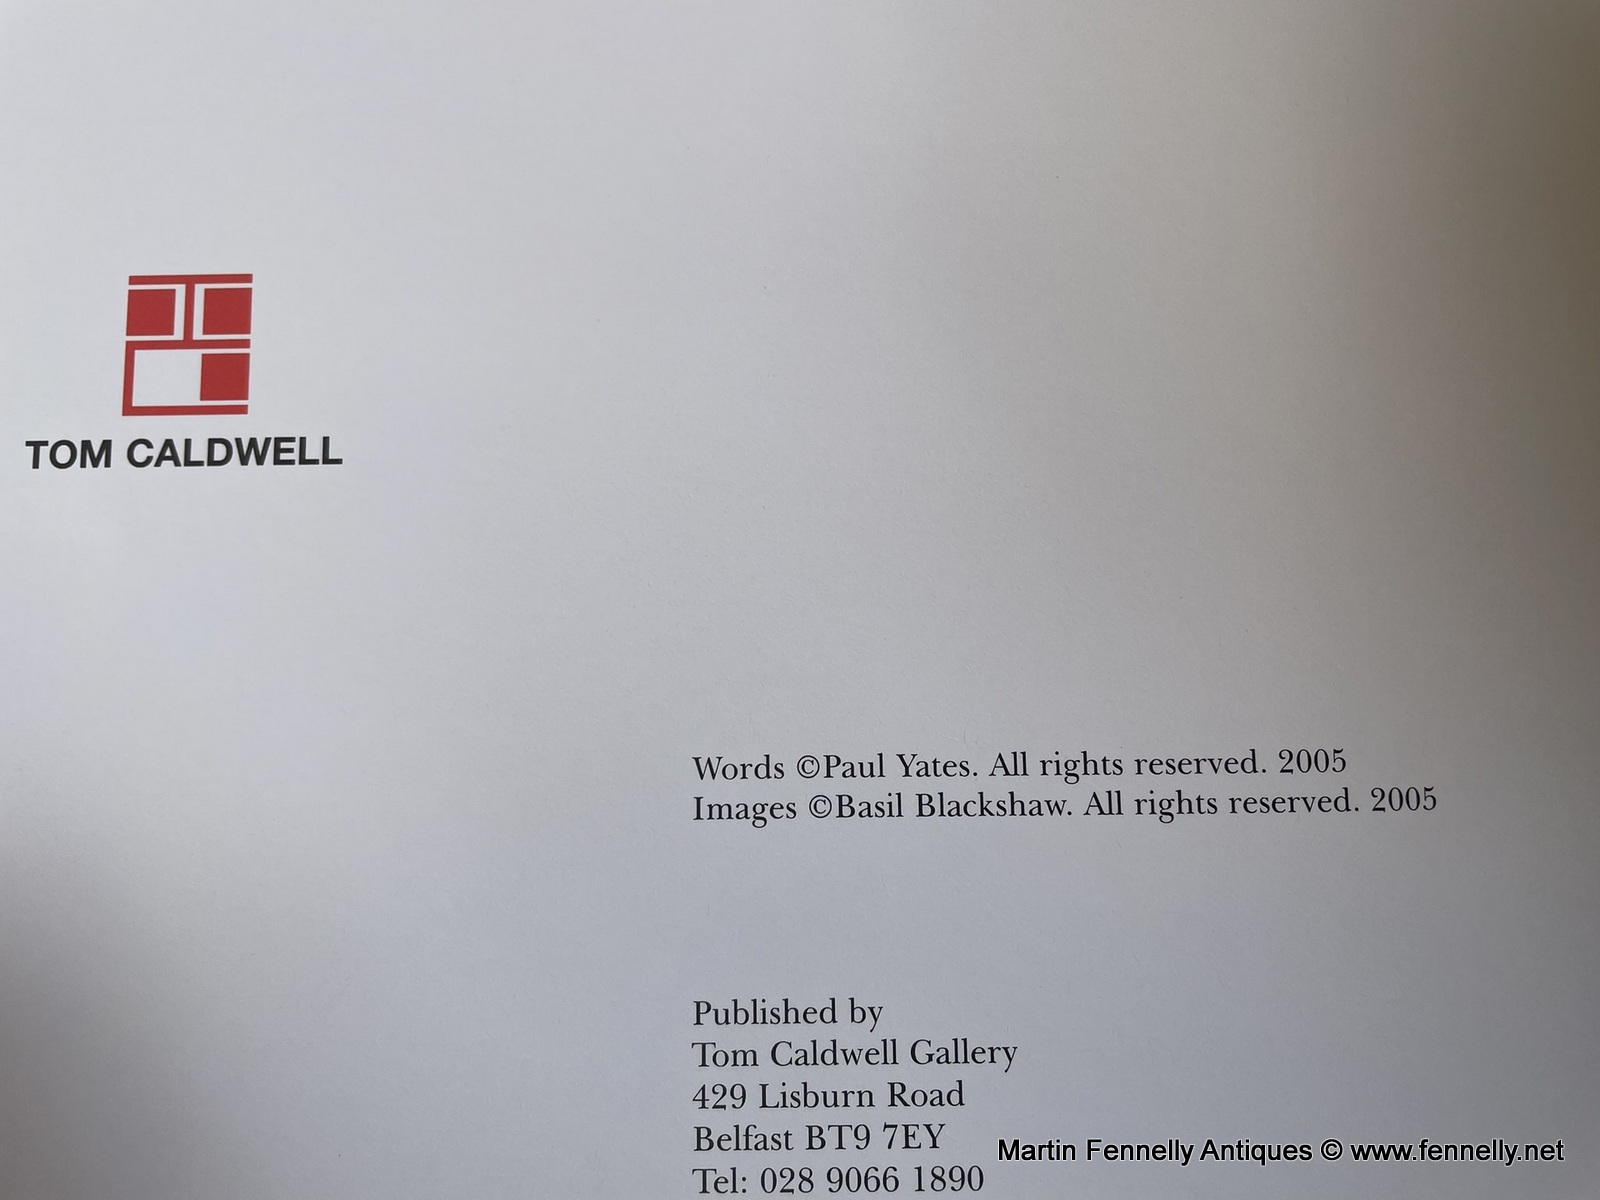 TOM CALDWELL
Words ©Paul Yates. All rights reserved. 2005
Images ©Basil Blackshaw. All rights reserved. 2005
Published by
Tom Caldwell Gallery
429 Lisburn Road
Belfast BT9 7EY
Martin Fennelly Antiques © www.fennelly.net
Tel: 028 9066 1890